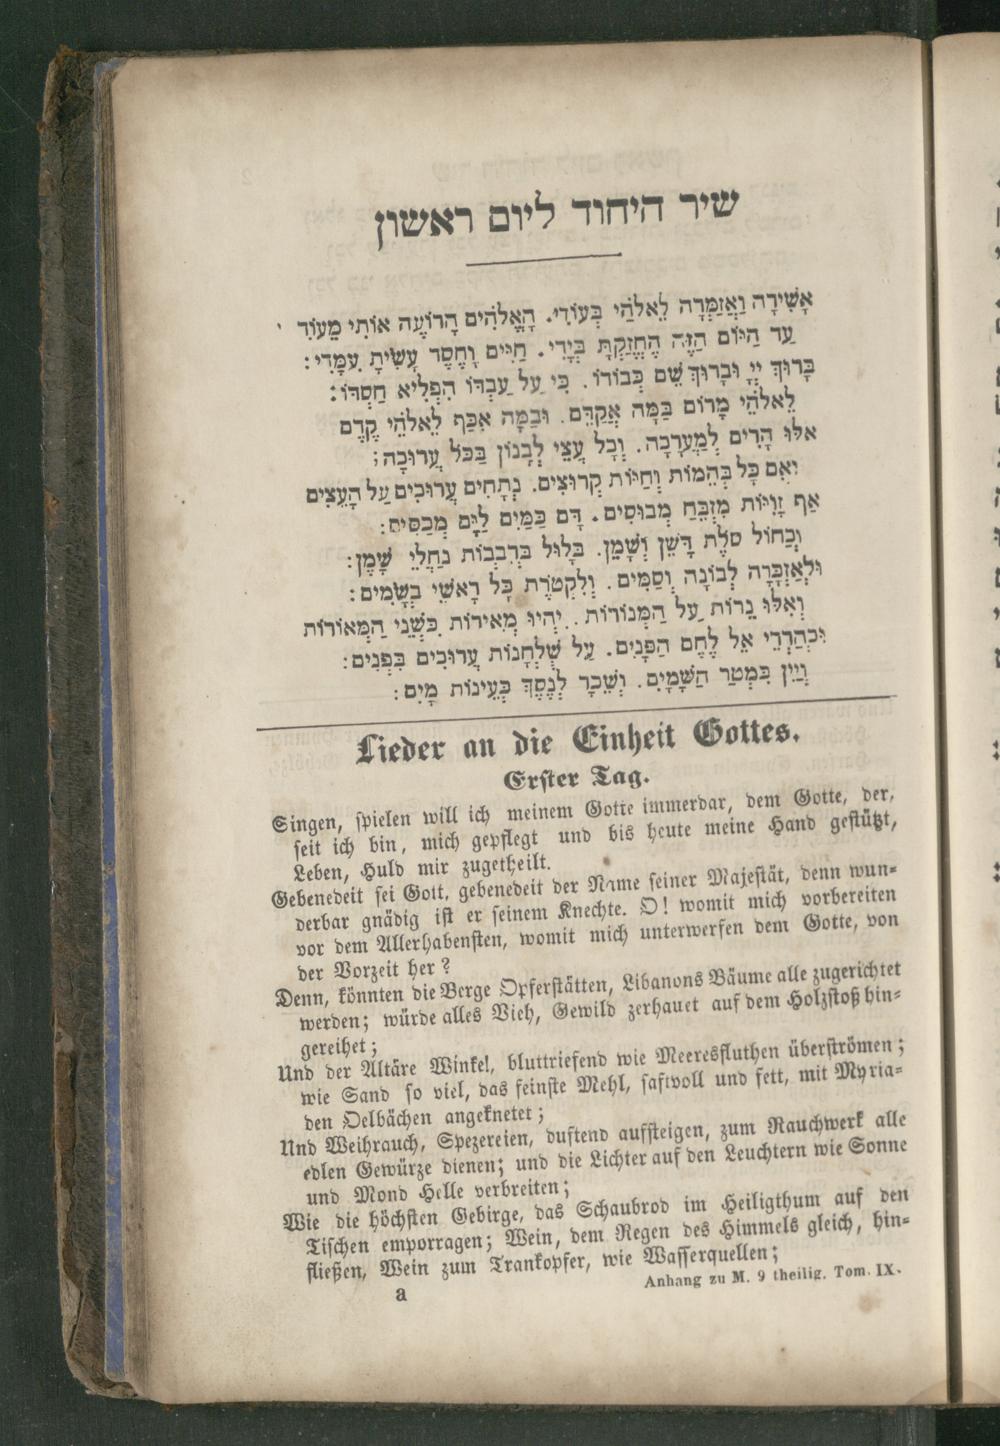 שיר היחוד ליום ראשון
אָשִׁירָה וַאֲזַמְּרָה לֵאלֹהַי בְּעוֹדִי. הָאֱלֹהִים הָרוֹעֶה אוֹתִי מֵעוֹדִי
עַד הַיּוֹם הַזֶּה הֶחֱזַקְתָּ בְּיָדִי. חַיִּים וָחֶסֶד עָשִׂיתָ עִמָּדִי:
בָּרוּךְ יְיָ וּבָרוּךְ שֵׁם כְּבוֹדוֹ. כִּי עַל עַבְדּוֹ הִפְלִיא חַסְדּוֹ:
לֵאלֹהֵי מָרוֹם בַּמָּה אֲקַדֵּם. וּבַמָּה אִכַּף לֵאלֹהֵי קֶדֶם
אִלּוּ הָרִים לְמַעֲרָכָה. וְכָל עֲצֵי לְבָנוֹן בַּכֹּל עֲרוּכָה;
וְאִם כָּל בְּהֵמוֹת וְחַיּוֹת קְרוּצִים. נְתָחִים עֲרוּכִים עַל הָעֵצִים
אַף זָוִיּוֹת מִזְבֵּחַ מְבוּסִים. דָּם כַּמַּיִם לַיָּם מְכַסִּים:
וְכַחוֹל סֹלֶת דָּשֵׁן וְשָׁמֵן. בָּלוּל בְּרִבְבוֹת נַחֲלֵי שָׁמֶן:
וּלְאַזְכָּרָה לְבוֹנָה וְסַמִּים. וְלִקְטֹרֶת כָּל רָאשֵׁי בְשָׂמִים:
וְאִלּוּ נֵרוֹת עַל הַמְּנוֹרוֹת. יִהְיוּ מְאִירוֹת כִּשְׁנֵי הַמְּאוֹרוֹת
וּכְהַרְרֵי אֵל לֶחֶם הַפָּנִים. עַל שֻׁלְחָנוֹת עֲרוּכִים בִּפְנִים:
וְיַיִן כִּמְטַר הַשָּׁמָיִם. וְשֵׁכָר לְנֶסֶךְ כְּעֵינוֹת מָיִם:
Lieder an die Einheit Gottes.
Erster Tag.
Singen, spielen will ich meinem Gotte immerdar, dem Gotte, der,
seit ich bin, mich gepflegt und bis heute meine Hand gestützt,
Leben, Huld mir zugetheilt.
Gebenedeit sei Gott, gebenedeit der Name seiner Majestät, denn wun-
derbar gnädig ist er seinem Knechte. O! womit mich vorbereiten
vor dem Allerhabensten, womit mich unterwerfen dem Gotte, von
der Vorzeit her?
Denn, könnten die Berge Opferstätten, Libanons Bäume alle zugerichtet
werden; würde alles Vieh, Gewild zerhauet auf dem Holzstoß hin-
gereihet;
Und der Altäre Winkel, bluttriefend wie Meeresfluthen überströmen;
wie Sand so viel, das feinste Mehl, saftvoll und fett, mit Myria-
den Oelbächen angeknetet;
Und Weihrauch, Spezereien, duftend aufsteigen, zum Rauchwerk alle
edlen Gewürze dienen; und die Lichter auf den Leuchtern wie Sonne
und Mond Helle verbreiten;
Wie die höchsten Gebirge, das Schaubrod im Heiligthum auf den
Tischen emporragen; Wein, dem Regen des Himmels gleich, hin-
fließen, Wein zum Trankopfer, wie Wasserquellen;
Anhang zu M. 9 theilig. Tom. IX.
a